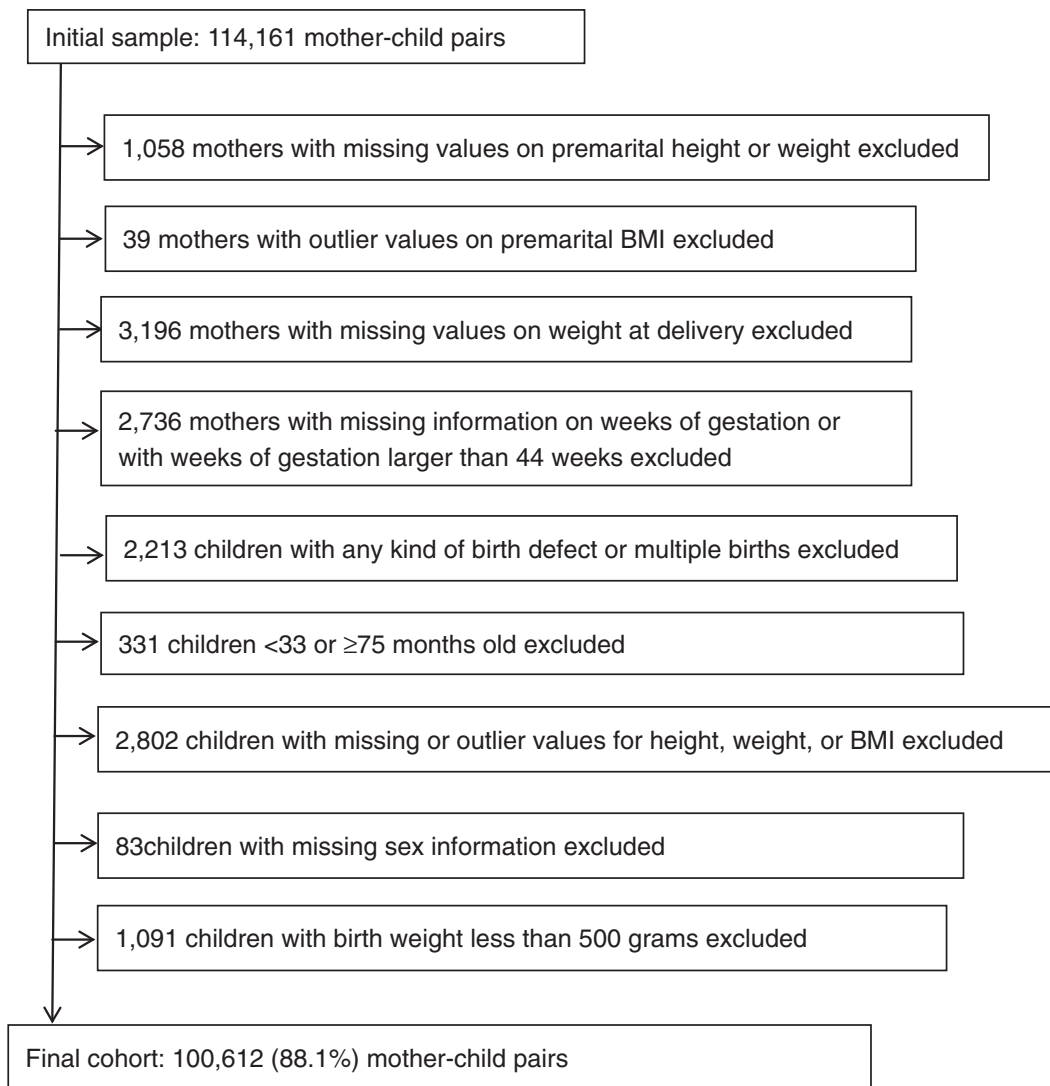 Initial sample: 114,161 mother-child pairs
1,058 mothers with missing values on premarital height or weight excluded
39 mothers with outlier values on premarital BMI excluded
3,196 mothers with missing values on weight at delivery excluded
2,736 mothers with missing information on weeks of gestation or
with weeks of gestation larger than 44 weeks excluded
2,213 children with any kind of birth defect or multiple births excluded
331 children <33 or ≥75 months old excluded
2,802 children with missing or outlier values for height, weight, or BMI excluded
83children with missing sex information excluded
1,091 children with birth weight less than 500 grams excluded
Final cohort: 100,612 (88.1%) mother-child pairs